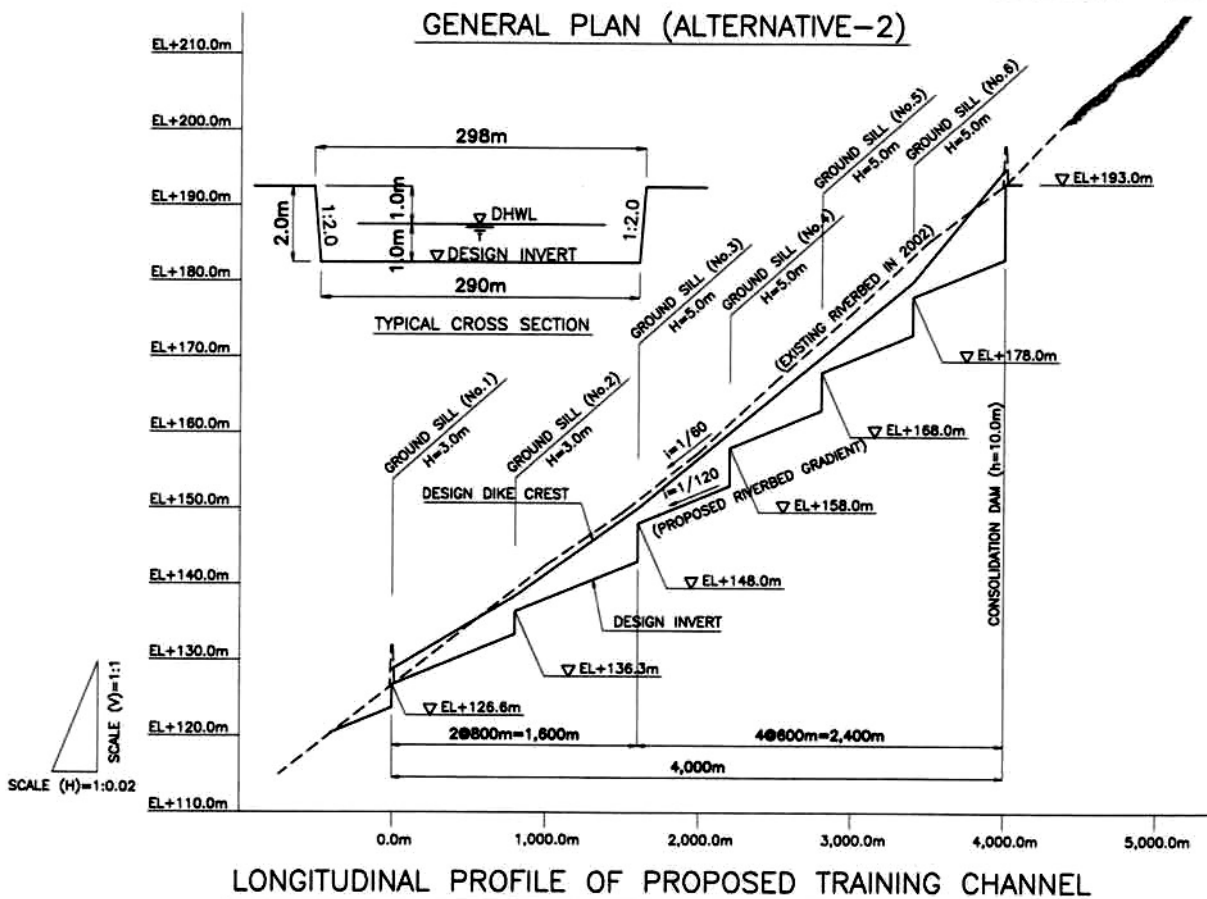 GENERAL PLAN (ALTERNATIVE-2)
EL+210.0m
EL+200.0m
EL+190.0m
EL+180.0m
EL+170.0m
EL+160.0m
EL+150.0m
EL+140.0m
EL+130.0m
EL+120.0m
EL+110.0m
298m
2.0m
1:2.0
1.0m
DHWL
1.0m
DESIGN INVERT
1:2.0
290m
TYPICAL CROSS SECTION
GROUND SILL (No.1)
H=3.0m
GROUND SILL (No.2)
H=3.0m
GROUND SILL (No.3)
H=5.0m
GROUND SILL (No.4)
H=5.0m
GROUND SILL (No.5)
H=5.0m
GROUND SILL (No.6)
H=5.0m
(EXISTING RIVERBED IN 2002)
i=1/60
i=1/120
(PROPOSED RIVERBED GRADIENT)
DESIGN DIKE CREST
DESIGN INVERT
EL+193.0m
EL+178.0m
EL+168.0m
EL+158.0m
EL+148.0m
EL+136.3m
EL+126.6m
CONSOLIDATION DAM (h=10.0m)
2@800m=1,600m
4@600m=2,400m
4,000m
SCALE (V)=1:1
SCALE (H)=1:0.02
0.0m
1,000.0m
2,000.0m
3,000.0m
4,000.0m
5,000.0m
LONGITUDINAL PROFILE OF PROPOSED TRAINING CHANNEL